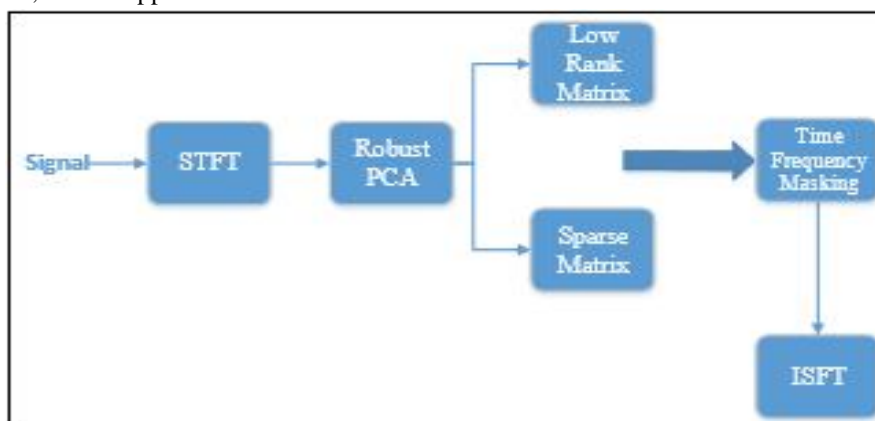 Low
Rank
Matrix
Signal
STFT
Robust
PCA
Time
Frequency
Masking
Sparse
Matrix
ISFT